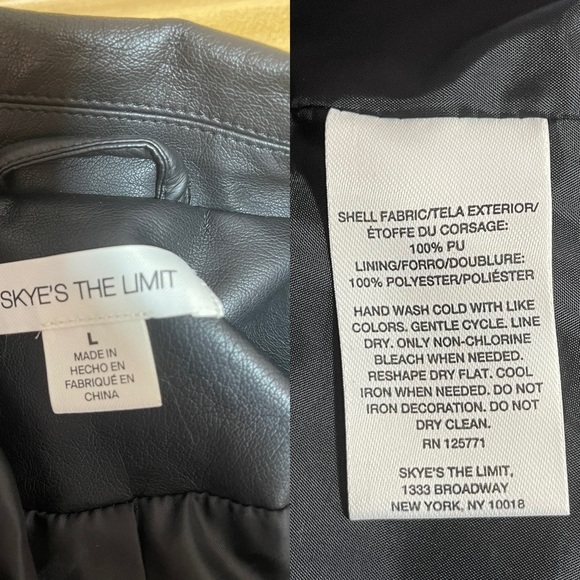 SKYE'S THE LIMIT
L
MADE IN
HECHO EN
FABRIQUÉ EN
CHINA
SHELL FABRIC/TELA EXTERIOR/
ÉTOFFE DU CORSAGE:
100% PU
LINING/FORRO/DOUBLURE:
100% POLYESTER/POLIÉSTER
HAND WASH COLD WITH LIKE
COLORS. GENTLE CYCLE. LINE
DRY. ONLY NON-CHLORINE
BLEACH WHEN NEEDED.
RESHAPE DRY FLAT. COOL
IRON WHEN NEEDED. DO NOT
IRON DECORATION. DO NOT
DRY CLEAN.
RN 125771
SKYE'S THE LIMIT,
1333 BROADWAY
NEW YORK, NY 10018